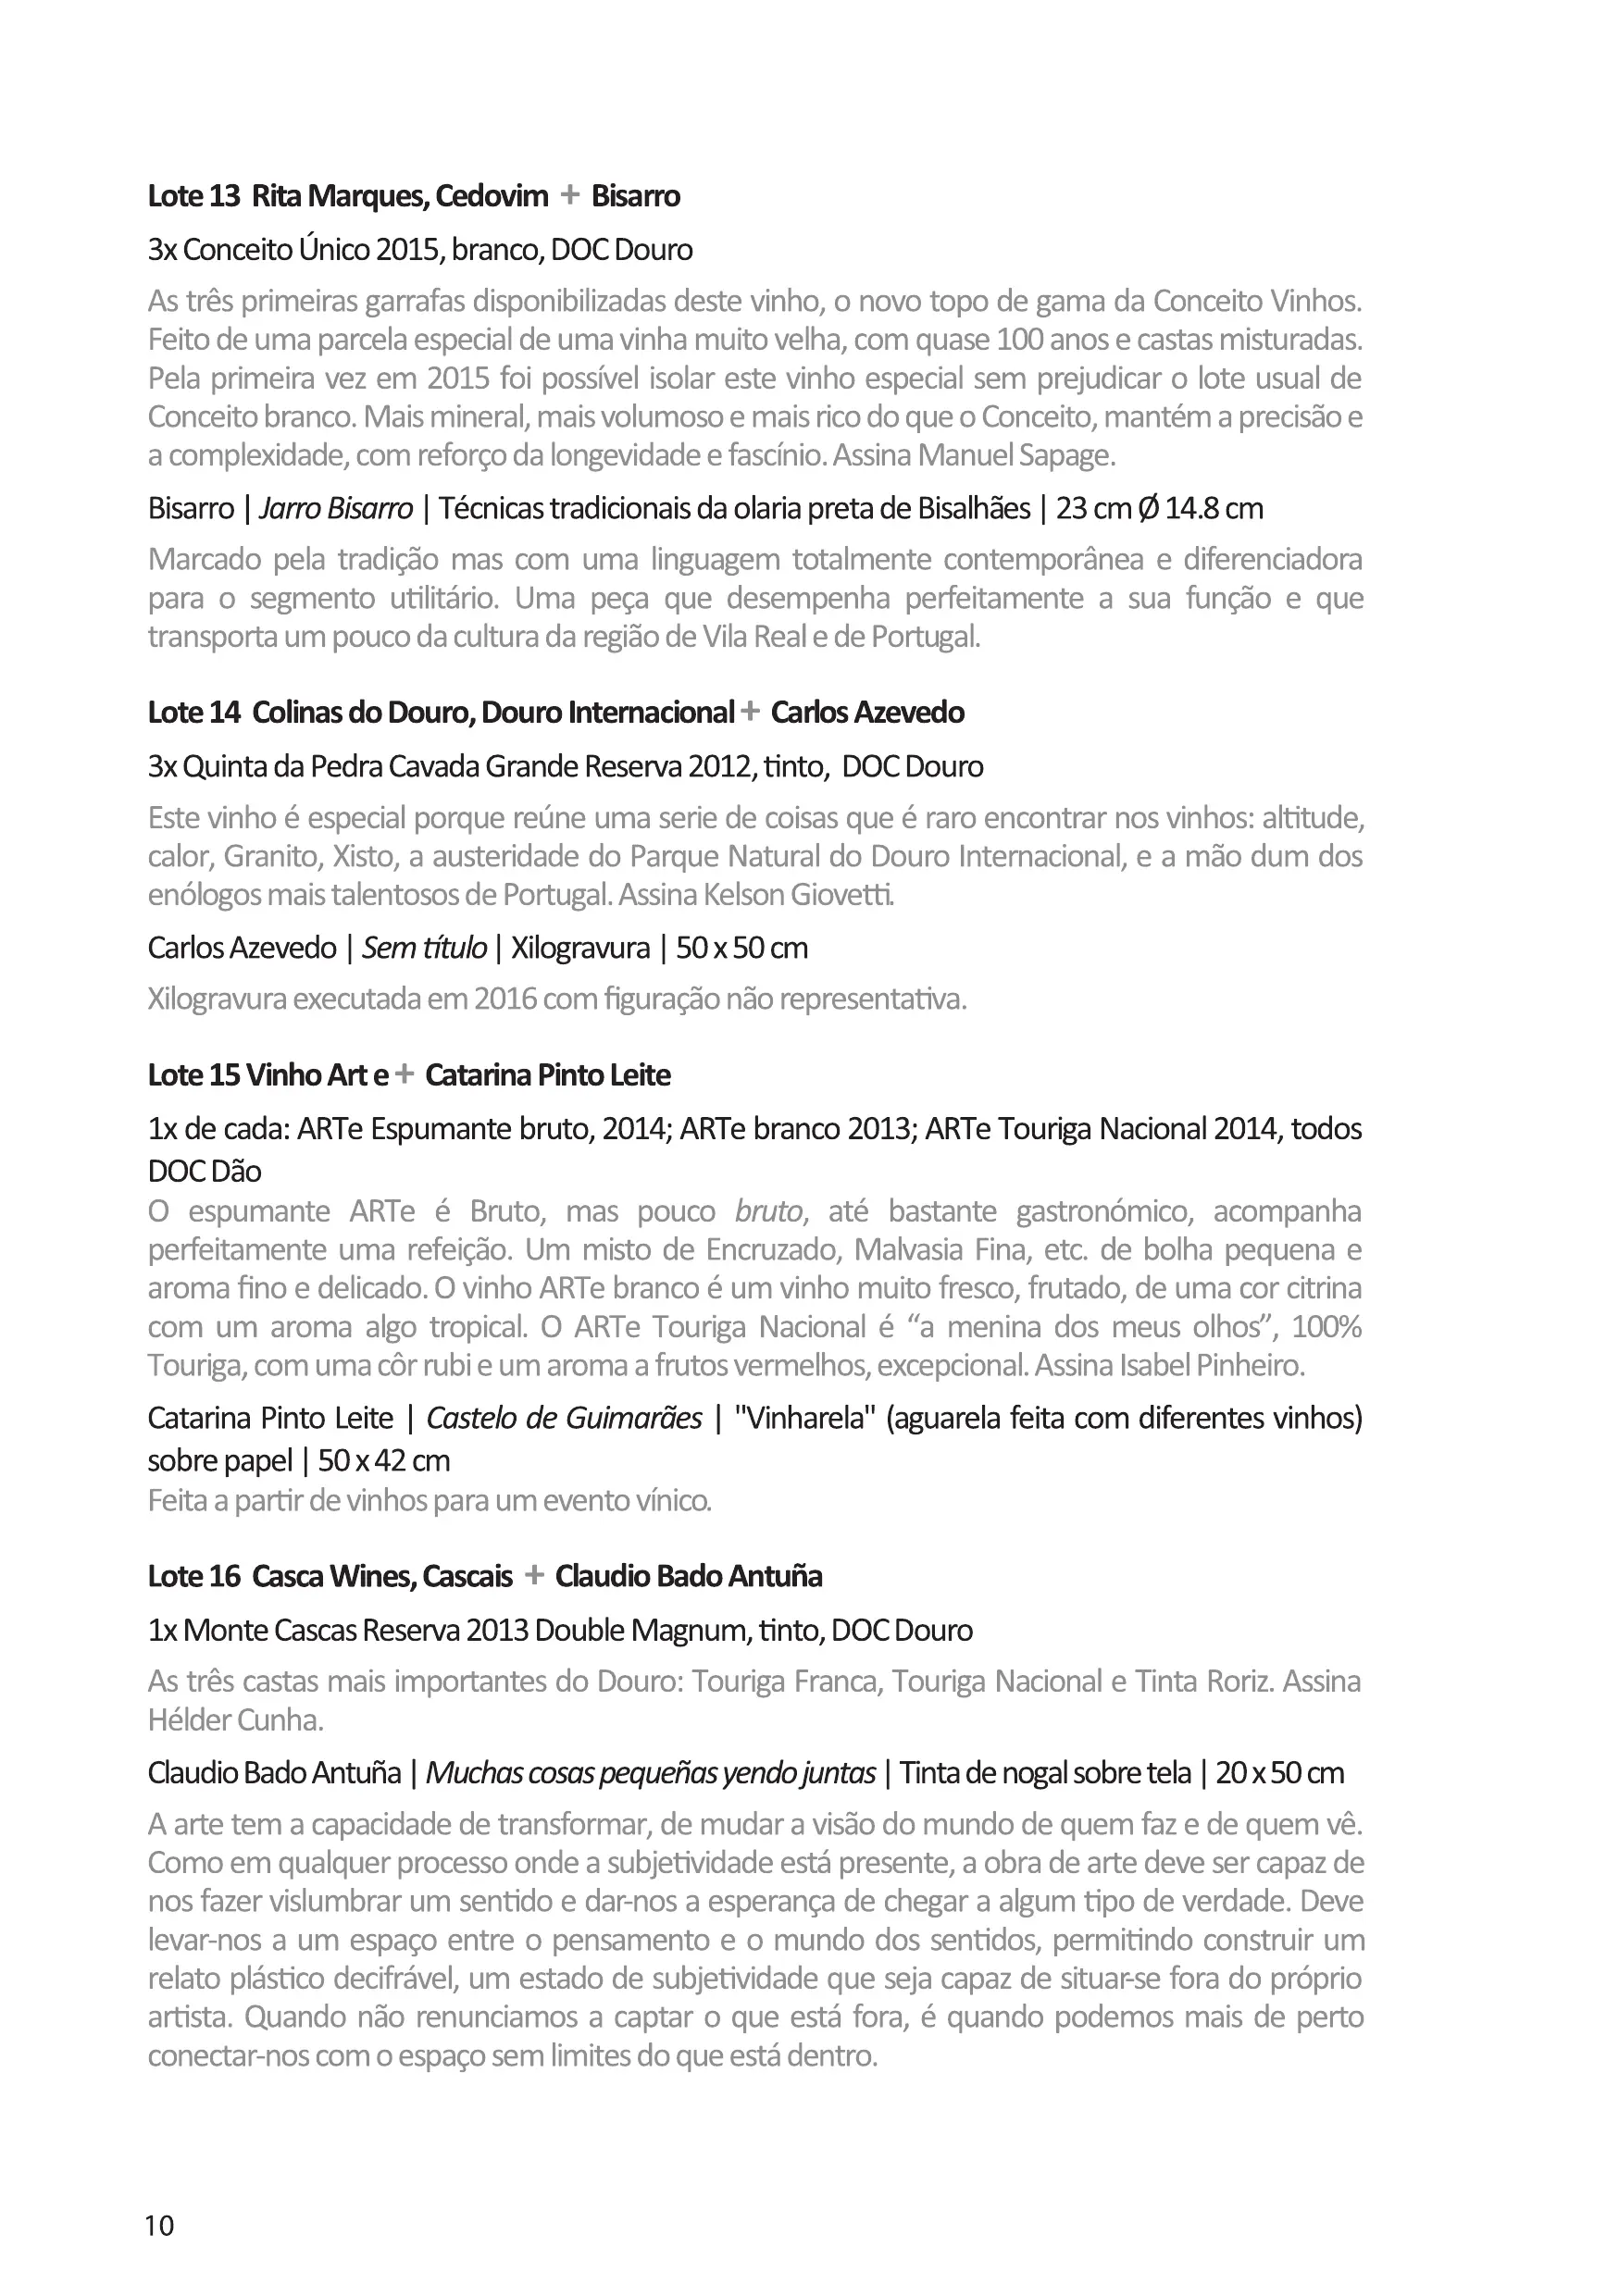 Lote 13 Rita Marques, Cedovim + Bisarro
3x Conceito Único 2015, branco, DOC Douro
As três primeiras garrafas disponibilizadas deste vinho, o novo topo de gama da Conceito Vinhos.
Feito de uma parcela especial de uma vinha muito velha, com quase 100 anos e castas misturadas.
Pela primeira vez em 2015 foi possível isolar este vinho especial sem prejudicar o lote usual de
Conceito branco. Mais mineral, mais volumoso e mais rico do que o Conceito, mantém a precisão e
a complexidade, com reforço da longevidade e fascínio. Assina Manuel Sapage.
Bisarro | Jarro Bisarro | Técnicas tradicionais da olaria preta de Bisalhães | 23 cm Ø 14.8 cm
Marcado pela tradição mas com uma linguagem totalmente contemporânea e diferenciadora
para o segmento utilitário. Uma peça que desempenha perfeitamente a sua função e que
transporta um pouco da cultura da região de Vila Real e de Portugal.
Lote 14 Colinas do Douro, Douro Internacional + Carlos Azevedo
3x Quinta da Pedra Cavada Grande Reserva 2012, tinto, DOC Douro
Este vinho é especial porque reúne uma serie de coisas que é raro encontrar nos vinhos: altitude,
calor, Granito, Xisto, a austeridade do Parque Natural do Douro Internacional, e a mão dum dos
enólogos mais talentosos de Portugal. Assina Kelson Giovetti.
Carlos Azevedo | Sem título | Xilogravura | 50 x 50 cm
Xilogravura executada em 2016 com figuração não representativa.
Lote 15 Vinho Art e + Catarina Pinto Leite
1x de cada: ARTe Espumante bruto, 2014; ARTe branco 2013; ARTe Touriga Nacional 2014, todos
DOC Dão
O espumante ARTe é Bruto, mas pouco bruto, até bastante gastronómico, acompanha
perfeitamente uma refeição. Um misto de Encruzado, Malvasia Fina, etc. de bolha pequena e
aroma fino e delicado. O vinho ARTe branco é um vinho muito fresco, frutado, de uma cor citrina
com um aroma algo tropical. O ARTe Touriga Nacional é “a menina dos meus olhos”, 100%
Touriga, com uma côr rubi e um aroma a frutos vermelhos, excepcional. Assina Isabel Pinheiro.
Catarina Pinto Leite | Castelo de Guimarães | "Vinharela" (aguarela feita com diferentes vinhos)
sobre papel | 50 x 42 cm
Feita a partir de vinhos para um evento vínico.
Lote 16 Casca Wines, Cascais + Claudio Bado Antuña
1x Monte Cascas Reserva 2013 Double Magnum, tinto, DOC Douro
As três castas mais importantes do Douro: Touriga Franca, Touriga Nacional e Tinta Roriz. Assina
Hélder Cunha.
Claudio Bado Antuña | Muchas cosas pequeñas yendo juntas | Tinta de nogal sobre tela | 20 x 50 cm
A arte tem a capacidade de transformar, de mudar a visão do mundo de quem faz e de quem vê.
Como em qualquer processo onde a subjetividade está presente, a obra de arte deve ser capaz de
nos fazer vislumbrar um sentido e dar-nos a esperança de chegar a algum tipo de verdade. Deve
levar-nos a um espaço entre o pensamento e o mundo dos sentidos, permitindo construir um
relato plástico decifrável, um estado de subjetividade que seja capaz de situar-se fora do próprio
artista. Quando não renunciamos a captar o que está fora, é quando podemos mais de perto
conectar-nos com o espaço sem limites do que está dentro.
10